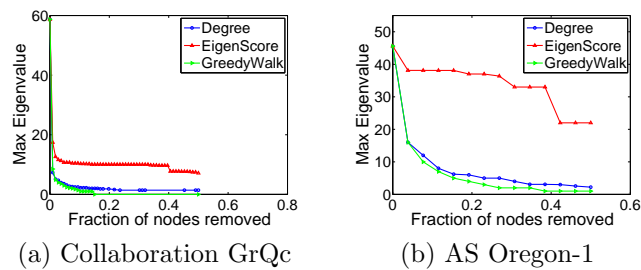 60
40
20
0
Max Eigenvalue
0 0.2 0.4 0.6 0.8
Fraction of nodes removed
Degree
EigenScore
GreedyWalk
(a) Collaboration GrQc
50
40
30
20
10
0
Max Eigenvalue
0 0.2 0.4 0.6
Fraction of nodes removed
Degree
EigenScore
GreedyWalk
(b) AS Oregon-1